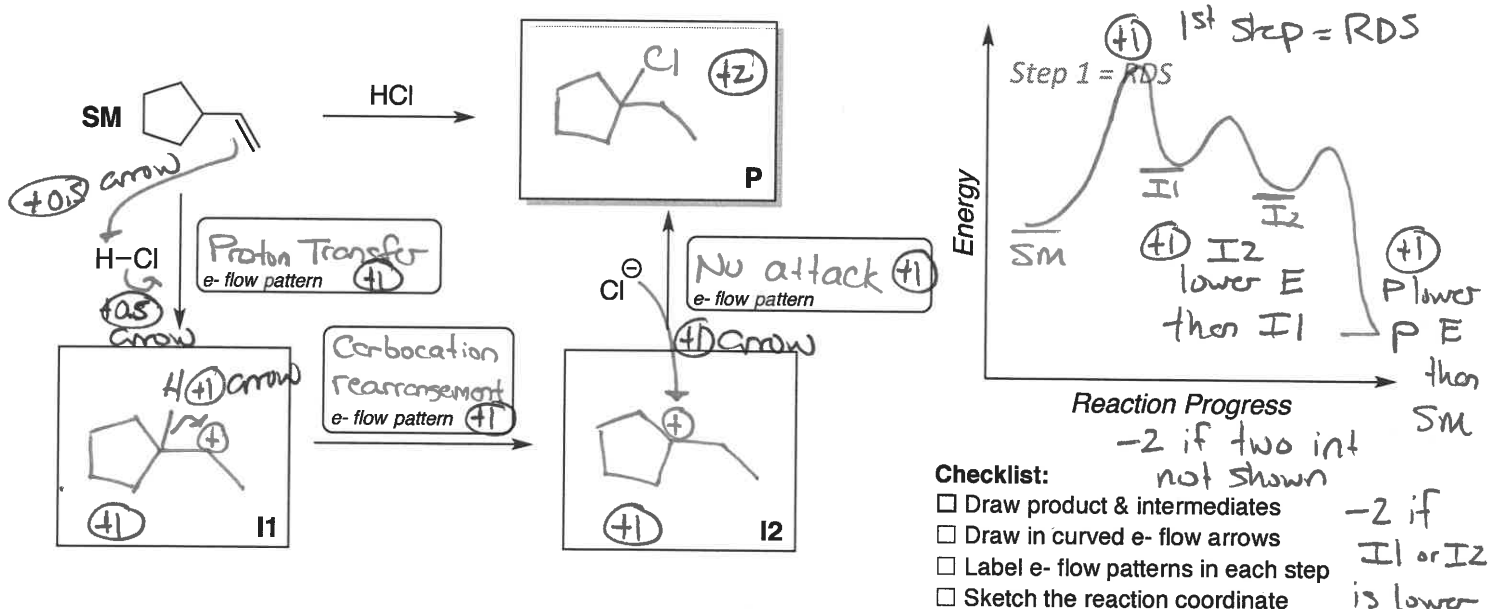 SM
HCl
Cl
+2
P
+0.5 arrow
H–Cl
+0.5
arrow
Proton Transfer
e- flow pattern +1
Cl⊖
Nu attack +1
e- flow pattern
+1 arrow
H +1 arrow
+
+1
I1
Carbocation
rearrangement
e- flow pattern +1
+
+1
I2
+1 1st step = RDS
Step 1 = RDS
Energy
SM
I1
I2
P
+1 I2
lower E
then I1
+1
P lower
E
then
SM
Reaction Progress
-2 if two int
not shown
Checklist:
☐ Draw product & intermediates
☐ Draw in curved e- flow arrows
☐ Label e- flow patterns in each step
☐ Sketch the reaction coordinate
-2 if
I1 or I2
is lower